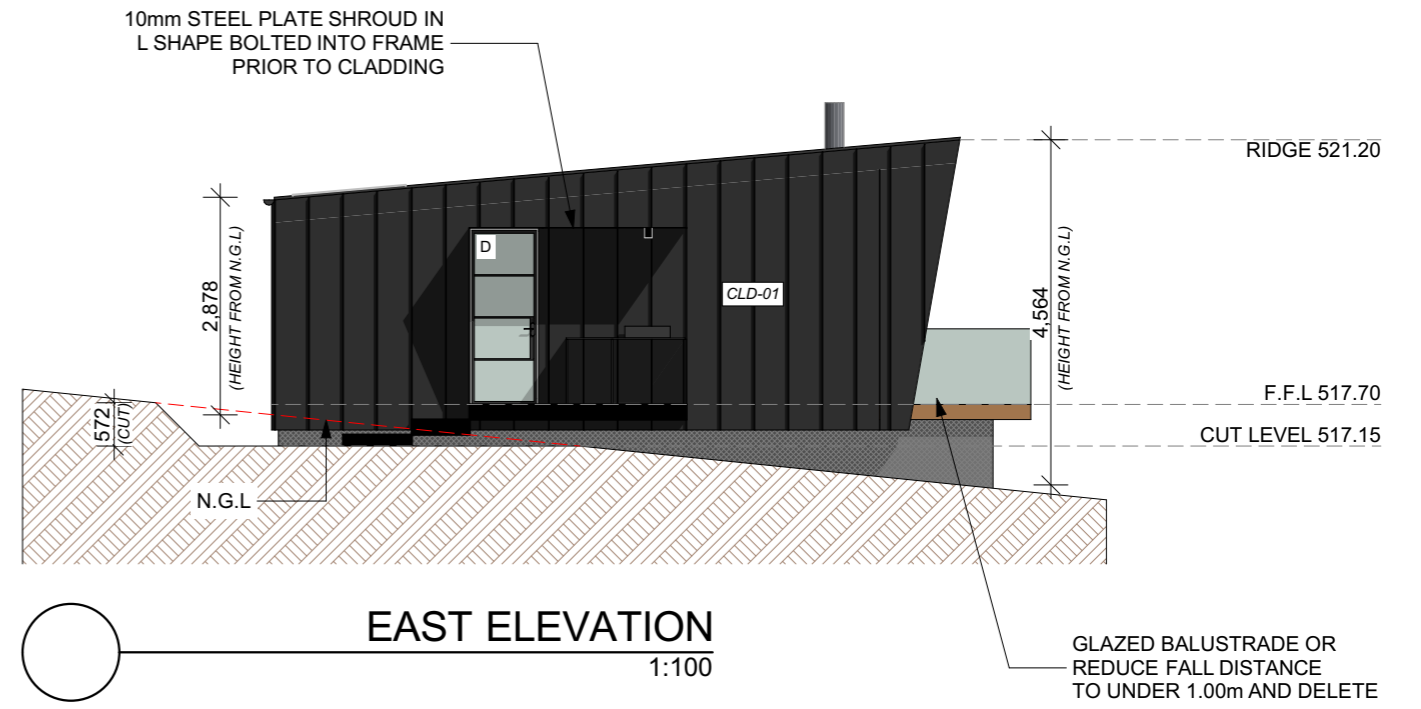 10mm STEEL PLATE SHROUD IN
L SHAPE BOLTED INTO FRAME
PRIOR TO CLADDING
RIDGE 521.20
D
CLD-01
2,878
(HEIGHT FROM N.G.L)
4,564
(HEIGHT FROM N.G.L)
572
(CUT)
F.F.L 517.70
CUT LEVEL 517.15
N.G.L
EAST ELEVATION
1:100
GLAZED BALUSTRADE OR
REDUCE FALL DISTANCE
TO UNDER 1.00m AND DELETE